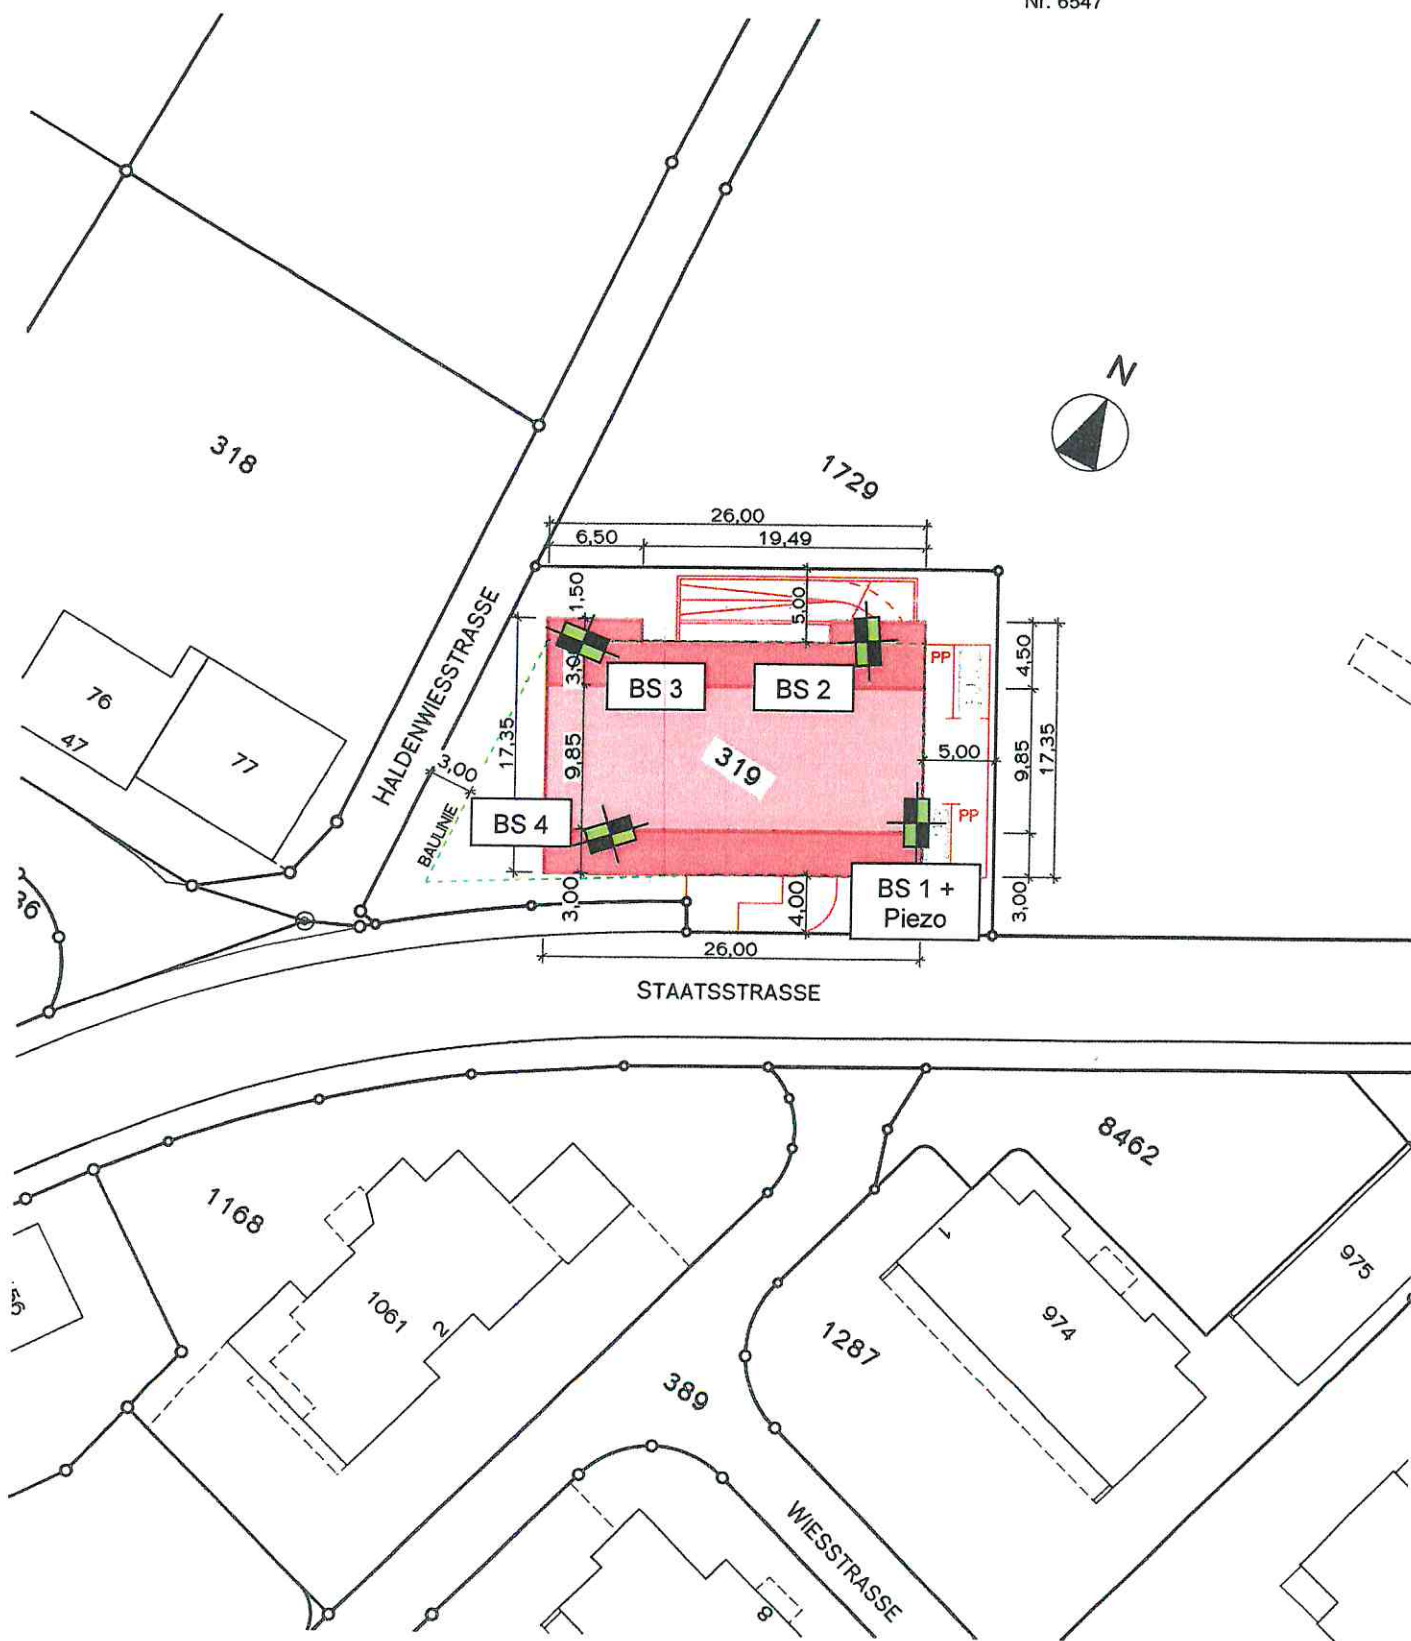 Nr. 6547
N
318
1729
26,00
6,50
19,49
1,50
5,00
HALDENWIESSTRASSE
3,00
BS 3
BS 2
PP
4,50
76
47
77
17,35
9,85
319
5,00
9,85
17,35
3,00
BAULINIE
BS 4
PP
BS 1 +
Piezo
3,00
4,00
3,00
26,00
STAATSSTRASSE
8462
1168
1
975
1061
2
1287
974
389
WIESSTRASSE
8